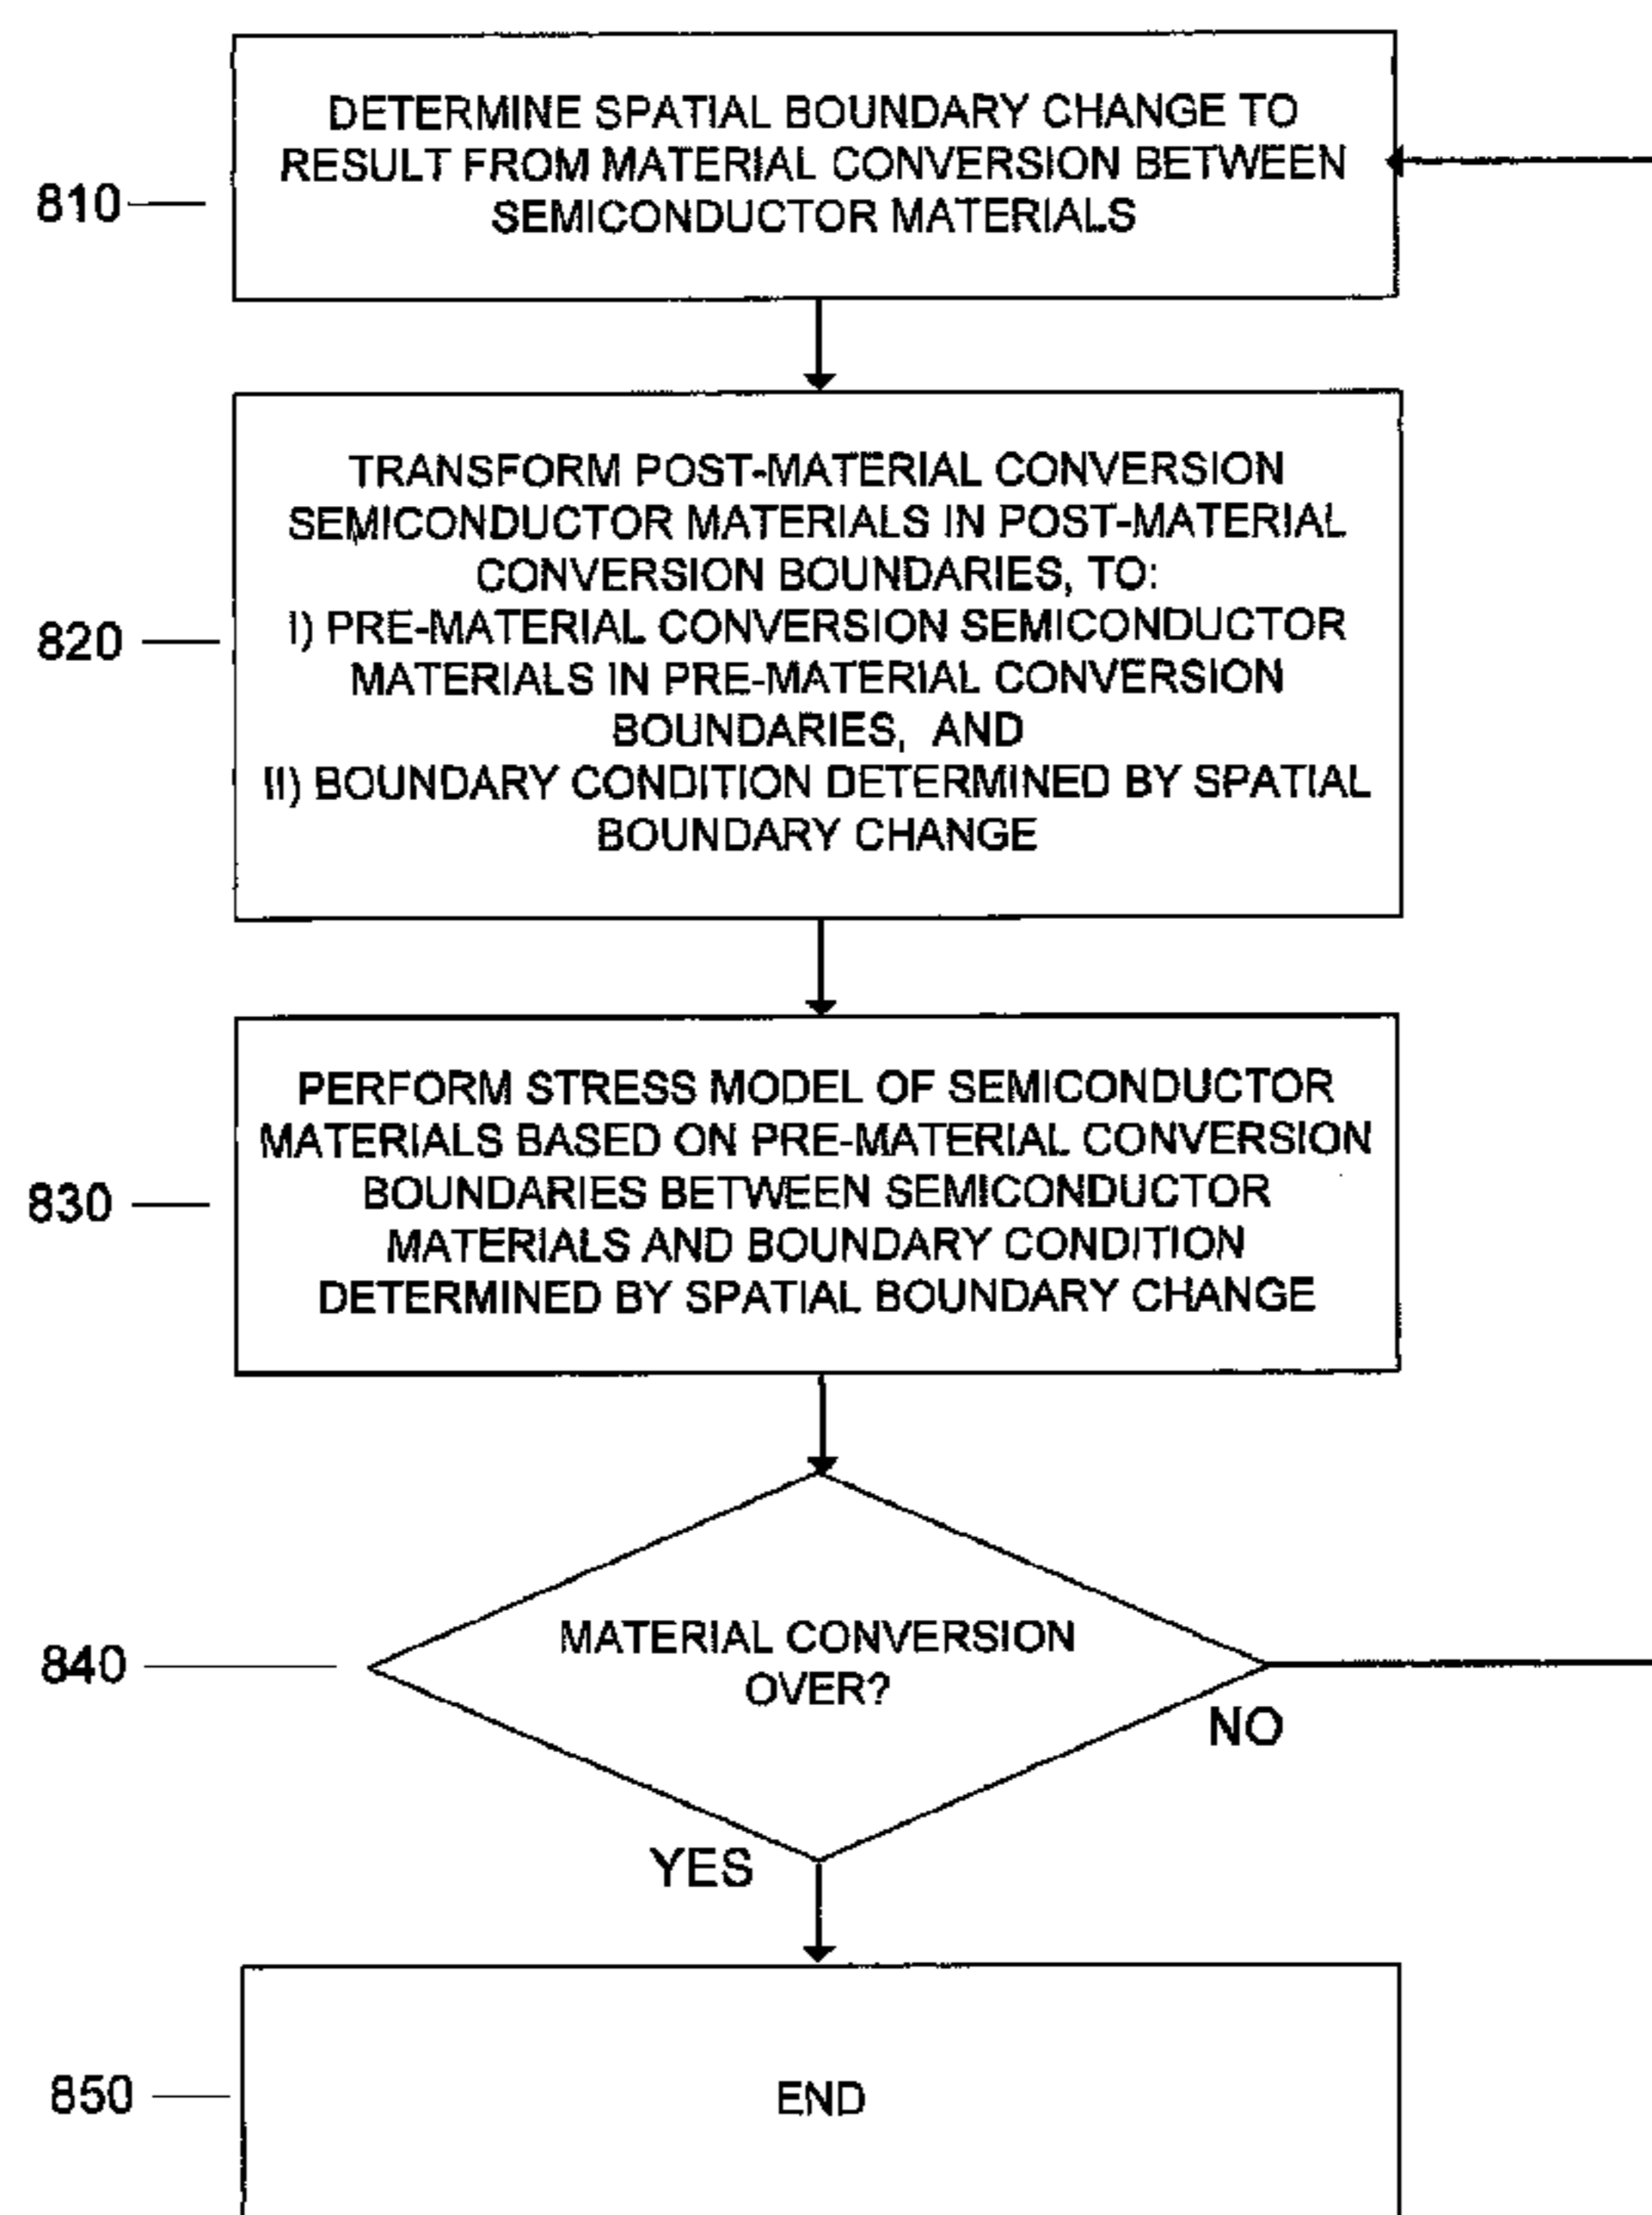 DETERMINE SPATIAL BOUNDARY CHANGE TO
RESULT FROM MATERIAL CONVERSION BETWEEN
SEMICONDUCTOR MATERIALS
810
TRANSFORM POST-MATERIAL CONVERSION
SEMICONDUCTOR MATERIALS IN POST-MATERIAL
CONVERSION BOUNDARIES, TO:
I) PRE-MATERIAL CONVERSION SEMICONDUCTOR
MATERIALS IN PRE-MATERIAL CONVERSION
BOUNDARIES, AND
II) BOUNDARY CONDITION DETERMINED BY SPATIAL
BOUNDARY CHANGE
820
PERFORM STRESS MODEL OF SEMICONDUCTOR
MATERIALS BASED ON PRE-MATERIAL CONVERSION
BOUNDARIES BETWEEN SEMICONDUCTOR
MATERIALS AND BOUNDARY CONDITION
DETERMINED BY SPATIAL BOUNDARY CHANGE
830
MATERIAL CONVERSION
OVER?
840
NO
YES
END
850